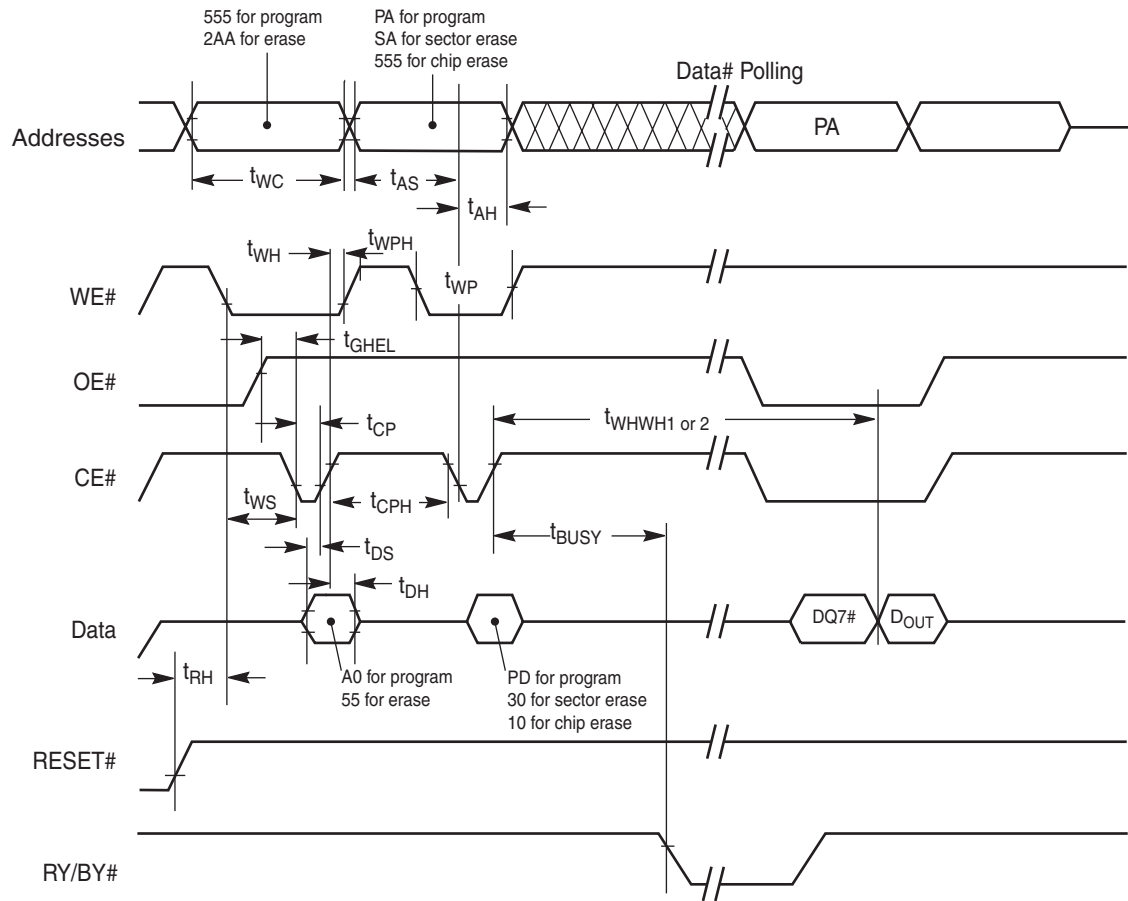 555 for program
2AA for erase
PA for program
SA for sector erase
555 for chip erase
Data# Polling
Addresses
PA
tWC
tAS
tAH
tWH
tWPH
tWP
WE#
tGHEL
OE#
tWHWH1 or 2
tCP
CE#
tWS
tCPH
tBUSY
tDS
tDH
Data
DQ7#
DOUT
tRH
A0 for program
55 for erase
PD for program
30 for sector erase
10 for chip erase
RESET#
RY/BY#